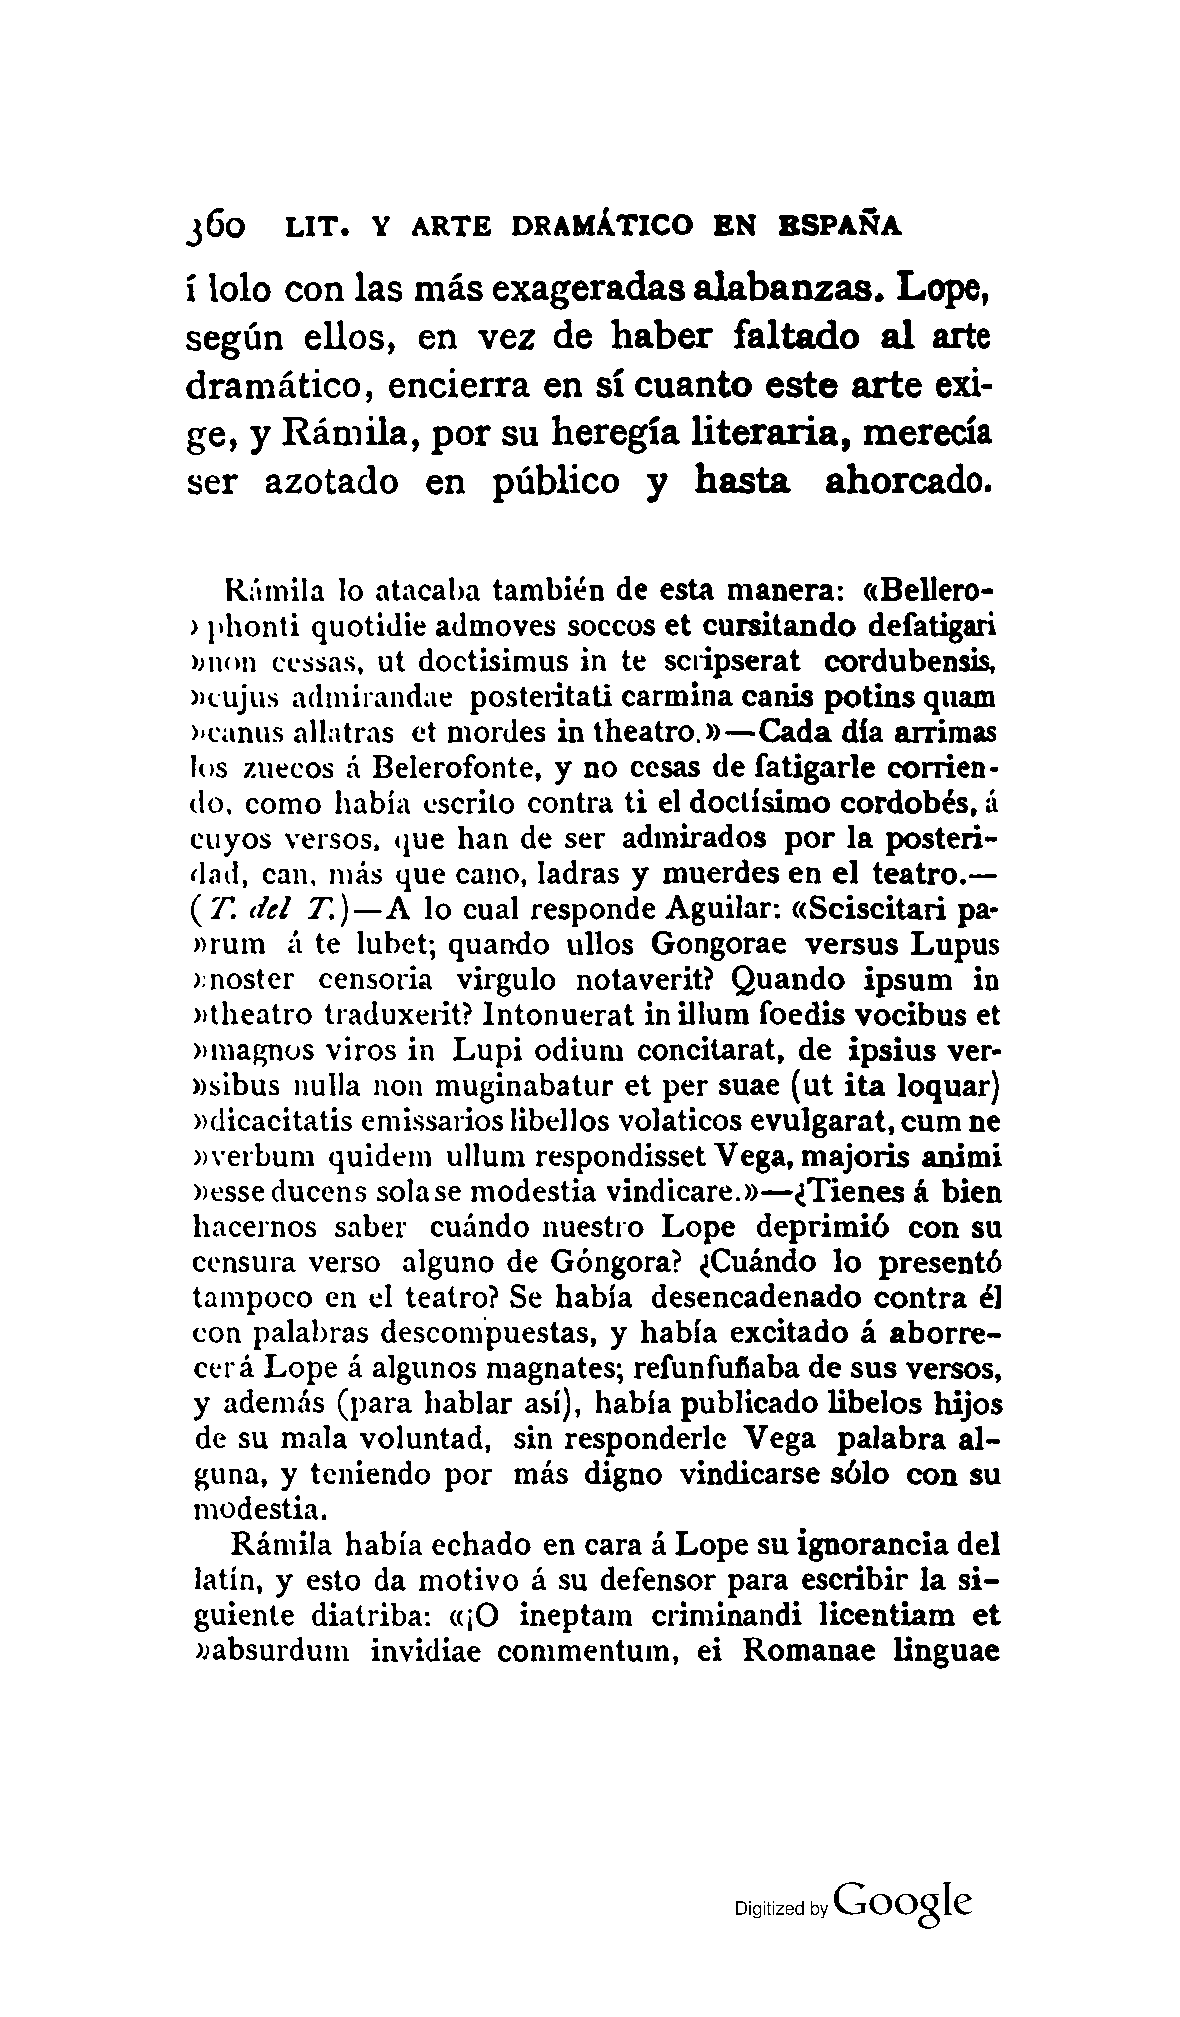 360 LIT. Y ARTE DRAMÁTICO EN ESPAÑA
í lolo con las más exageradas alabanzas. Lope,
según ellos, en vez de haber faltado al arte
dramático, encierra en sí cuanto este arte exi-
ge, y Rámila, por su heregía literaria, merecía
ser azotado en público y hasta ahorcado.
Rámila lo atacaba también de esta manera: «Bellero-
»phonti quotidie admoves soccos et cursitando defatigari
»non cessas, ut doctisimus in te scripserat cordubensis,
»cujus admirandae posteritati carmina canis potins quam
»canus allatras et mordes in theatro.»—Cada día arrimas
los zuecos á Belerofonte, y no cesas de fatigarle corrien-
do, como había escrito contra ti el doctísimo cordobés, á
cuyos versos, que han de ser admirados por la posteri-
dad, can, más que cano, ladras y muerdes en el teatro.—
(T. del T.)—A lo cual responde Aguilar: «Sciscitari pa-
»rum á te lubet; quando ullos Gongorae versus Lupus
»noster censoria virgulo notaverit? Quando ipsum in
»theatro traduxerit? Intonuerat in illum foedis vocibus et
»magnos viros in Lupi odium concitarat, de ipsius ver-
»sibus nulla non muginabatur et per suae (ut ita loquar)
»dicacitatis emissarios libellos volaticos evulgarat, cum ne
»verbum quidem ullum respondisset Vega, majoris animi
»esse ducens sola se modestia vindicare.»—¿Tienes á bien
hacernos saber cuándo nuestro Lope deprimió con su
censura verso alguno de Góngora? ¿Cuándo lo presentó
tampoco en el teatro? Se había desencadenado contra él
con palabras descompuestas, y había excitado á aborre-
cer á Lope á algunos magnates; refunfuñaba de sus versos,
y además (para hablar así), había publicado libelos hijos
de su mala voluntad, sin responderle Vega palabra al-
guna, y teniendo por más digno vindicarse sólo con su
modestia.
Rámila había echado en cara á Lope su ignorancia del
latín, y esto da motivo á su defensor para escribir la si-
guiente diatriba: «¡O ineptam criminandi licentiam et
»absurdum invidiae commentum, ei Romanae linguae
Digitized by Google